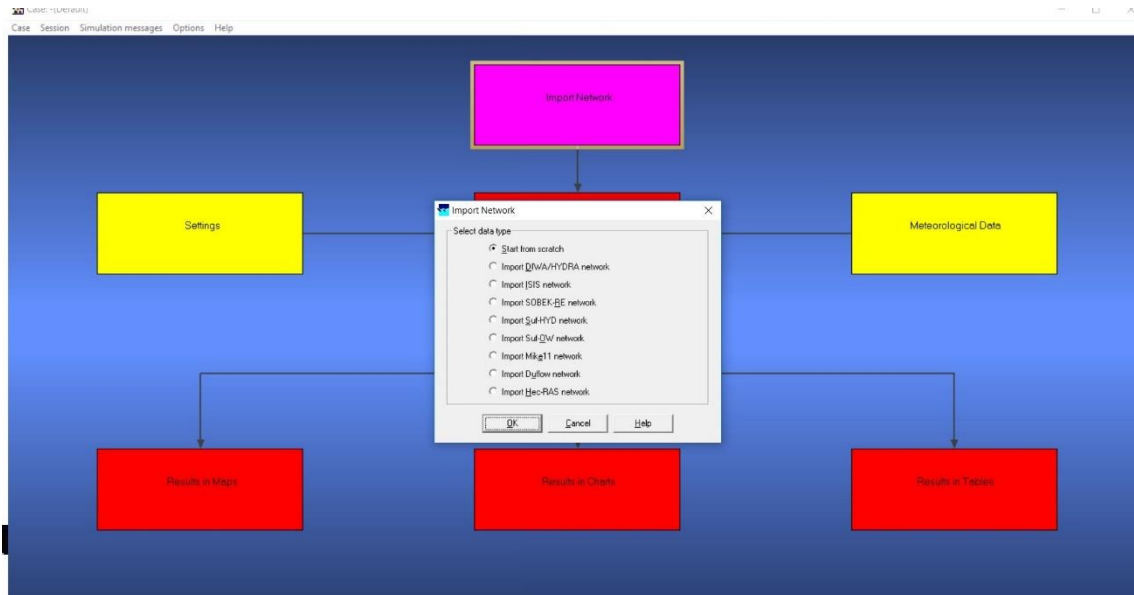 Case: -(Default)
Case Session Simulation messages Options Help
Import Network
Settings
Meteorological Data
Import Network
Select data type
Start from scratch
Import DIWA/HYDRA network
Import ISIS network
Import SOBEK-RE network
Import Suf-HYD network
Import Suf-OW network
Import Mike11 network
Import Duflow network
Import Hec-RAS network
OK Cancel Help
Results in Maps
Results in Charts
Results in Tables